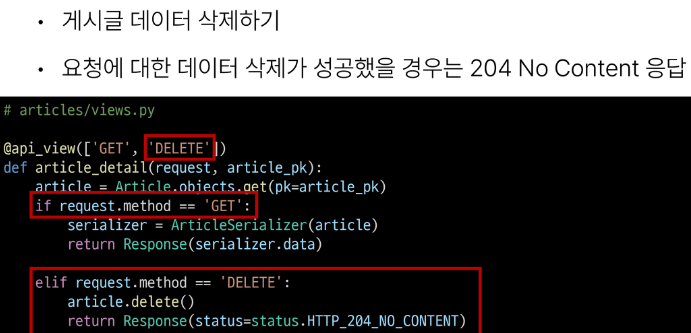 • 게시글 데이터 삭제하기
• 요청에 대한 데이터 삭제가 성공했을 경우는 204 No Content 응답
# articles/views.py
@api_view(['GET', 'DELETE'])
def article_detail(request, article_pk):
    article = Article.objects.get(pk=article_pk)
    if request.method == 'GET':
        serializer = ArticleSerializer(article)
        return Response(serializer.data)
    elif request.method == 'DELETE':
        article.delete()
        return Response(status=status.HTTP_204_NO_CONTENT)